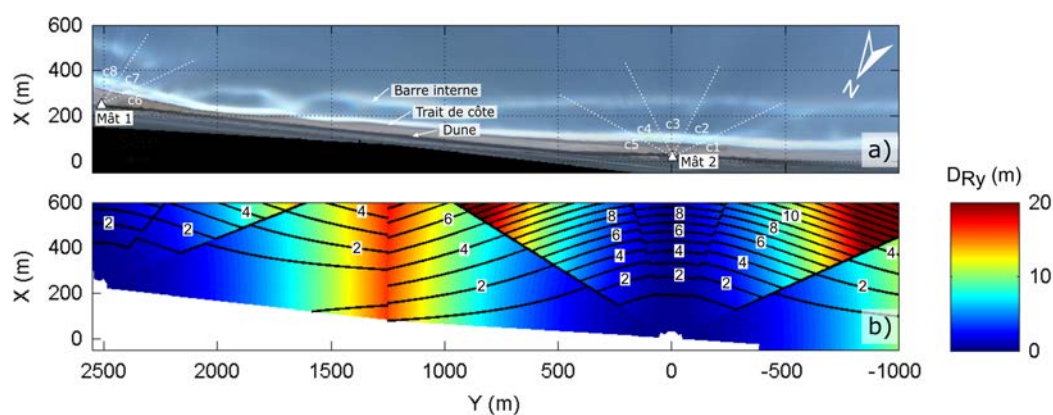 600
400
200
0
X (m)
c8
c7
c6
Mât 1
Barre interne
Trait de côte
Dune
c5
c4
c3
c2
c1
Mât 2
N
a)
600
400
200
0
X (m)
2
2
4
2
6
4
2
8
6
4
2
8
6
4
2
10
8
6
4
2
4
2
b)
2500
2000
1500
1000
500
0
-500
-1000
Y (m)
DRy (m)
20
10
0